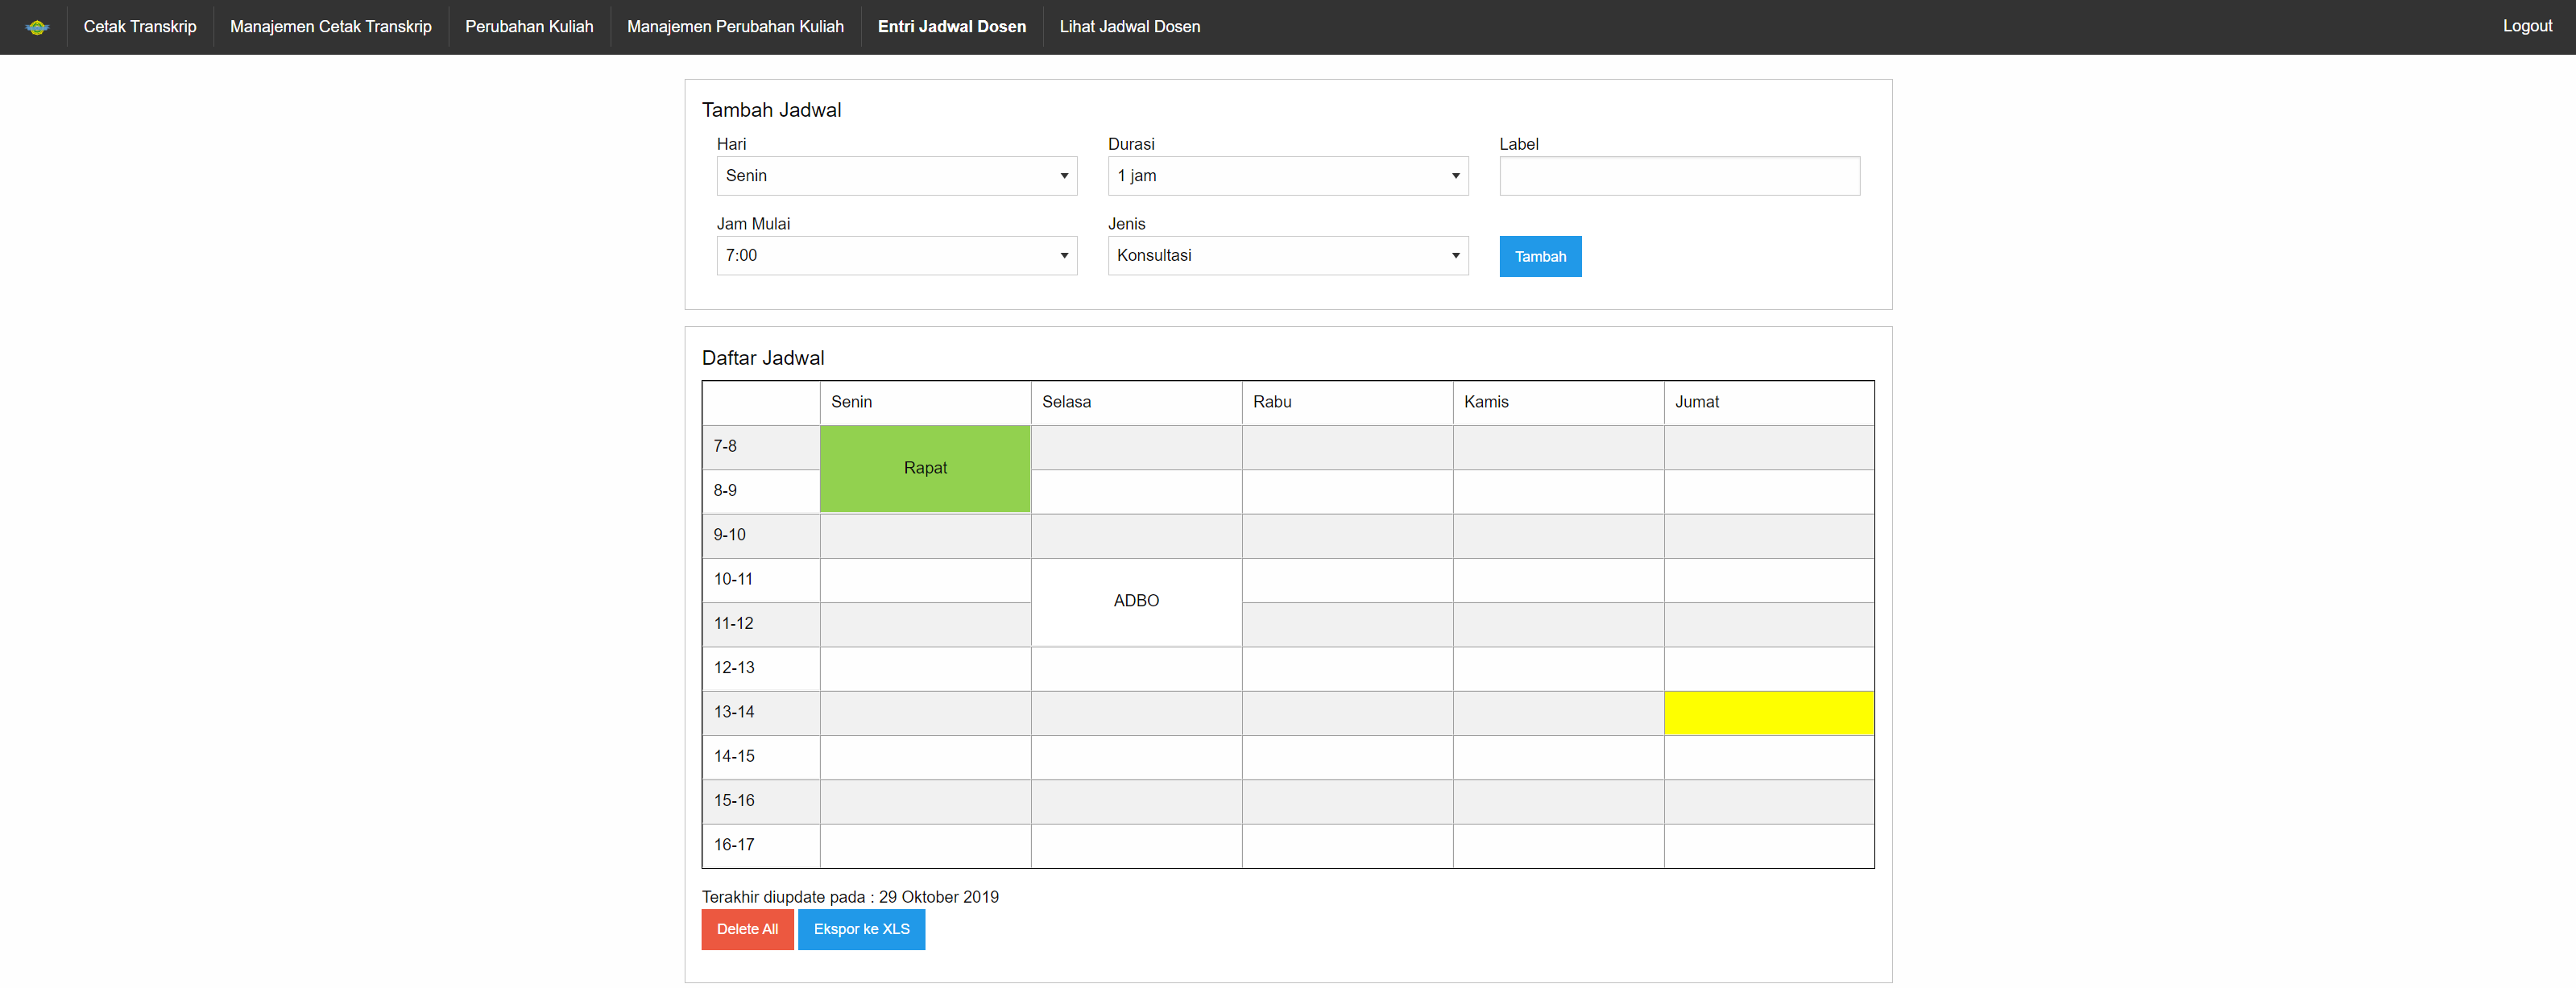 Cetak Transkrip Manajemen Cetak Transkrip Perubahan Kuliah Manajemen Perubahan Kuliah Entri Jadwal Dosen Lihat Jadwal Dosen Logout
Tambah Jadwal
Hari Durasi Label
Senin 1 jam
Jam Mulai Jenis
7:00 Konsultasi Tambah
Daftar Jadwal
Senin Selasa Rabu Kamis Jumat
7-8
Rapat
8-9
9-10
10-11
ADBO
11-12
12-13
13-14
14-15
15-16
16-17
Terakhir diupdate pada : 29 Oktober 2019
Delete All Ekspor ke XLS